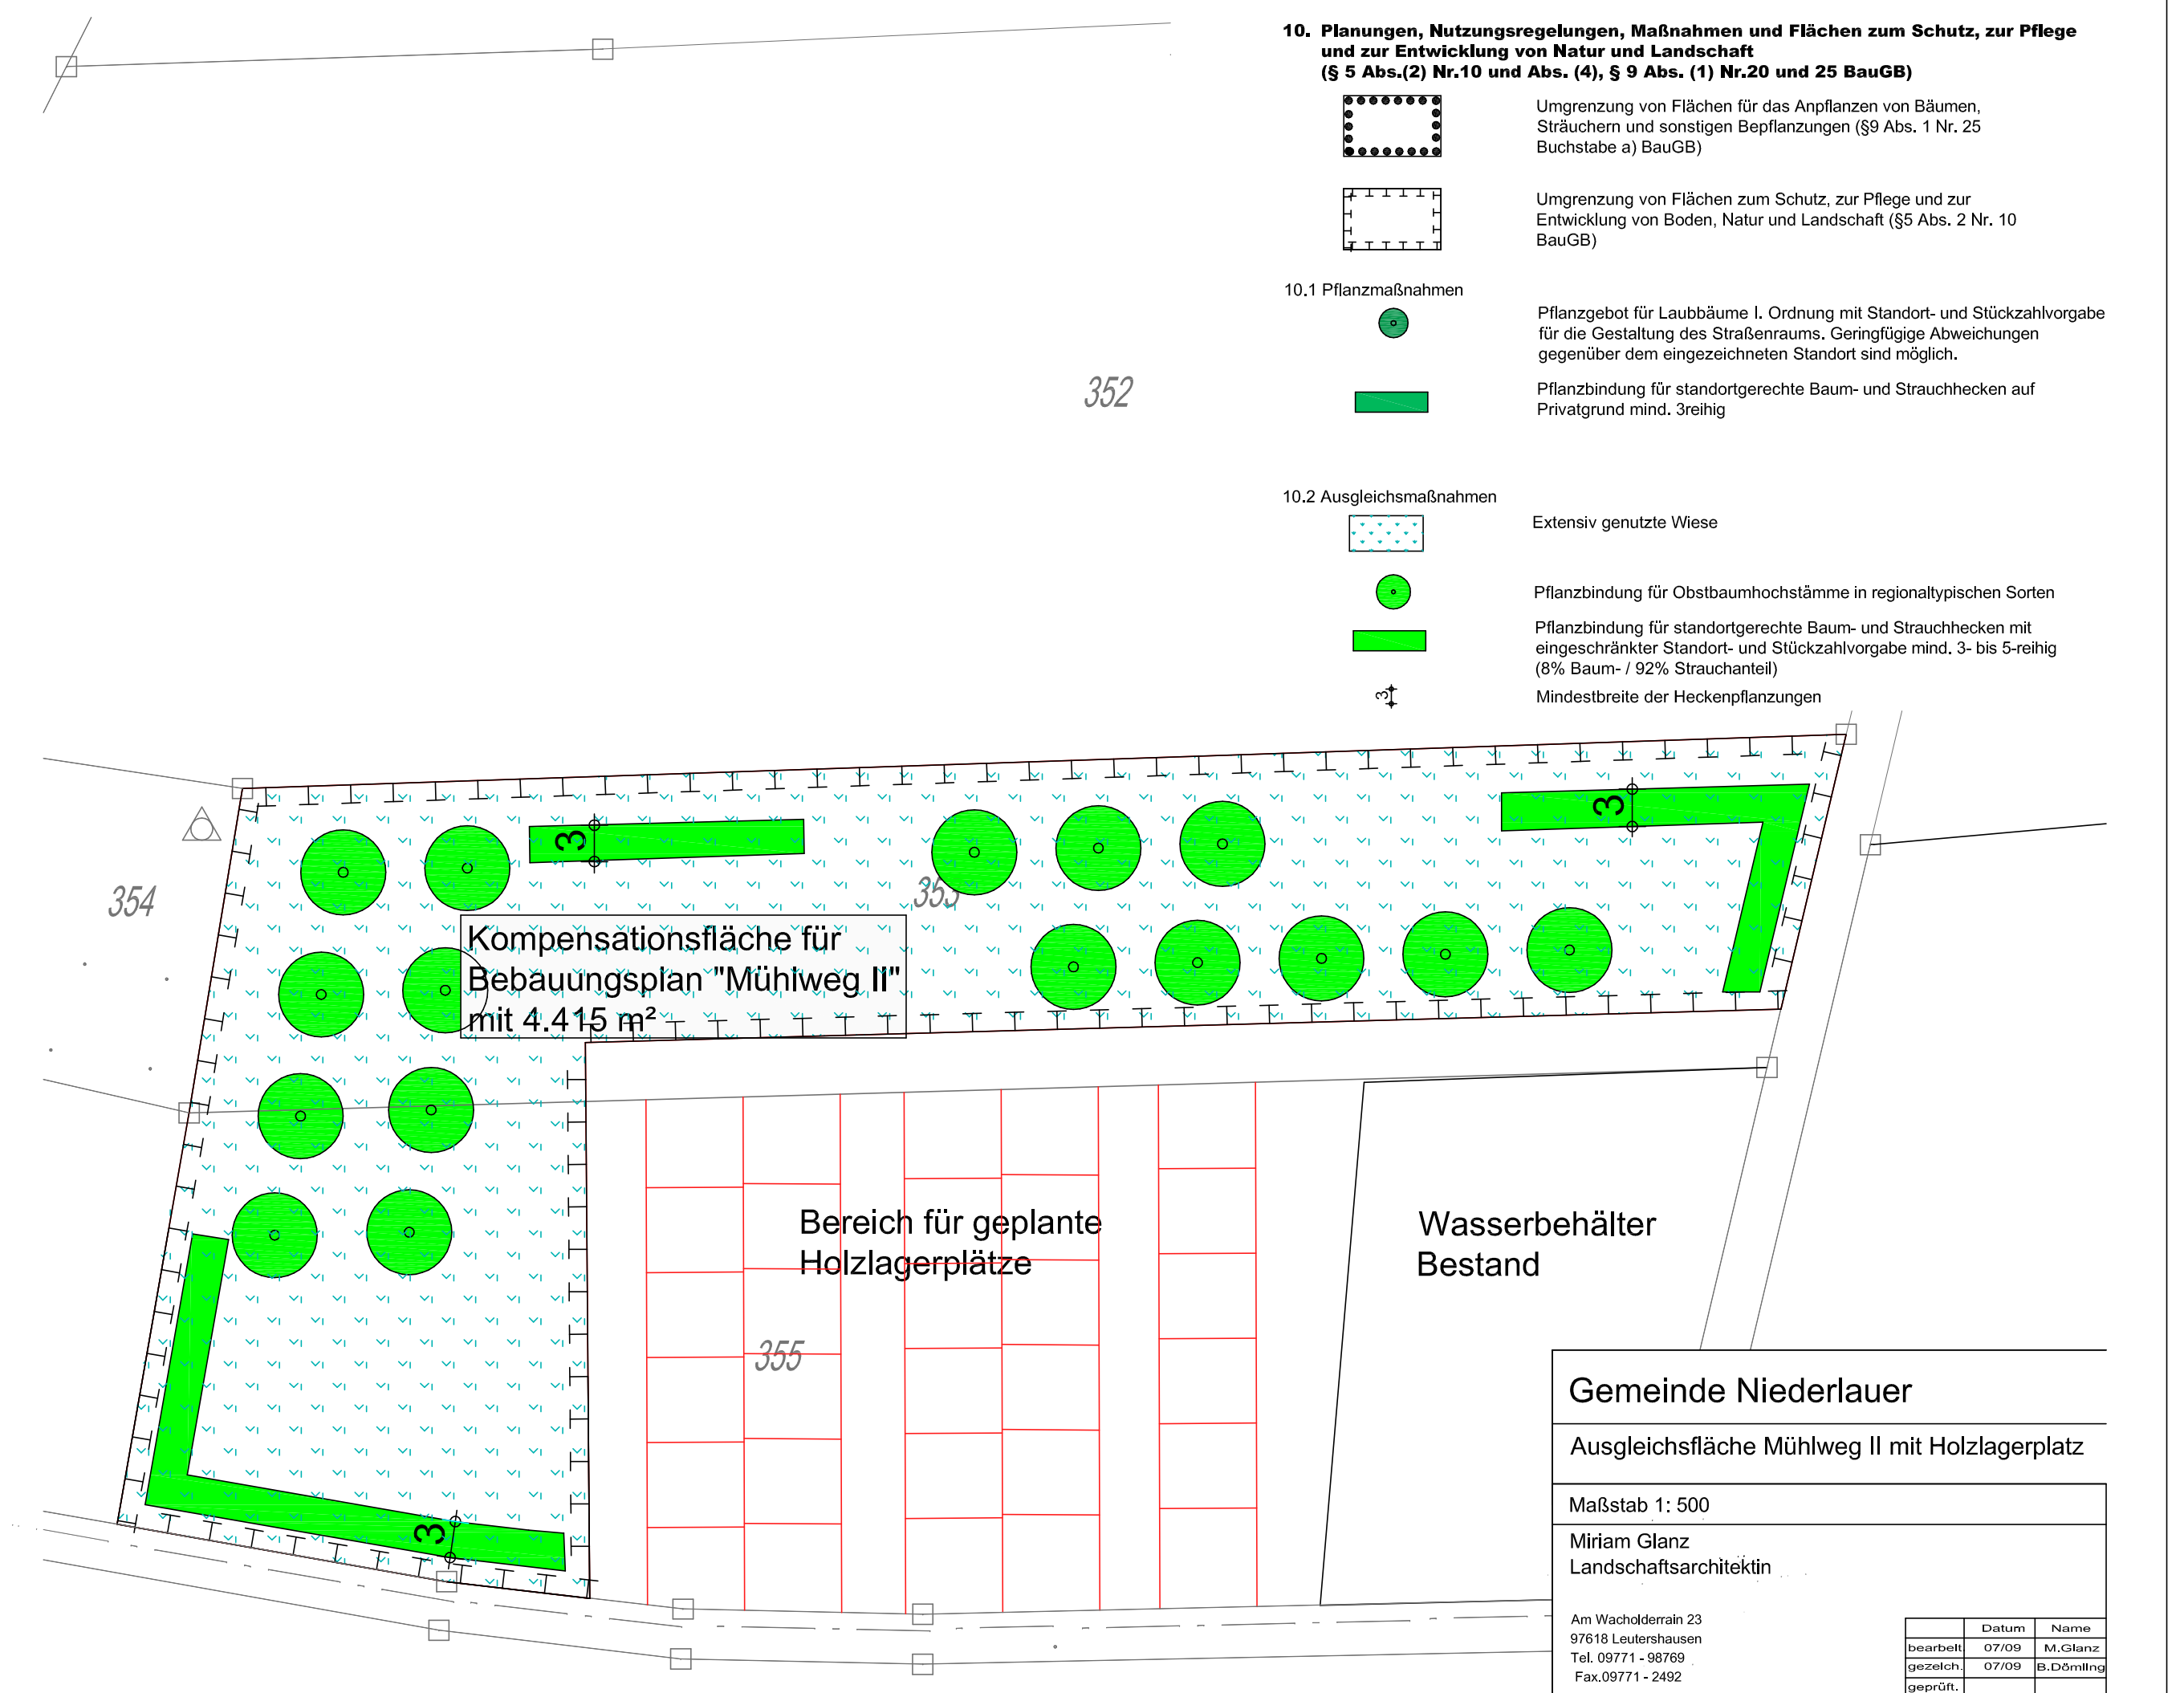 10. Planungen, Nutzungsregelungen, Maßnahmen und Flächen zum Schutz, zur Pflege
und zur Entwicklung von Natur und Landschaft
(§ 5 Abs.(2) Nr.10 und Abs. (4), § 9 Abs. (1) Nr.20 und 25 BauGB)
Umgrenzung von Flächen für das Anpflanzen von Bäumen,
Sträuchern und sonstigen Bepflanzungen (§9 Abs. 1 Nr. 25
Buchstabe a) BauGB)
Umgrenzung von Flächen zum Schutz, zur Pflege und zur
Entwicklung von Boden, Natur und Landschaft (§5 Abs. 2 Nr. 10
BauGB)
10.1 Pflanzmaßnahmen
Pflanzgebot für Laubbäume I. Ordnung mit Standort- und Stückzahlvorgabe
für die Gestaltung des Straßenraums. Geringfügige Abweichungen
gegenüber dem eingezeichneten Standort sind möglich.
Pflanzbindung für standortgerechte Baum- und Strauchhecken auf
Privatgrund mind. 3reihig
10.2 Ausgleichsmaßnahmen
Extensiv genutzte Wiese
Pflanzbindung für Obstbaumhochstämme in regionaltypischen Sorten
Pflanzbindung für standortgerechte Baum- und Strauchhecken mit
eingeschränkter Standort- und Stückzahlvorgabe mind. 3- bis 5-reihig
(8% Baum- / 92% Strauchanteil)
3
Mindestbreite der Heckenpflanzungen
352
354
353
3
3
Kompensationsfläche für
Bebauungsplan "Mühlweg II"
mit 4.415 m²
Bereich für geplante
Holzlagerplätze
355
Wasserbehälter
Bestand
3
Gemeinde Niederlauer
Ausgleichsfläche Mühlweg II mit Holzlagerplatz
Maßstab 1: 500
Miriam Glanz
Landschaftsarchitektin
Am Wacholderrain 23
97618 Leutershausen
Tel. 09771 - 98769
Fax.09771 - 2492
Datum Name
bearbeit. 07/09 M.Glanz
gezeich. 07/09 B.Dömling
geprüft.